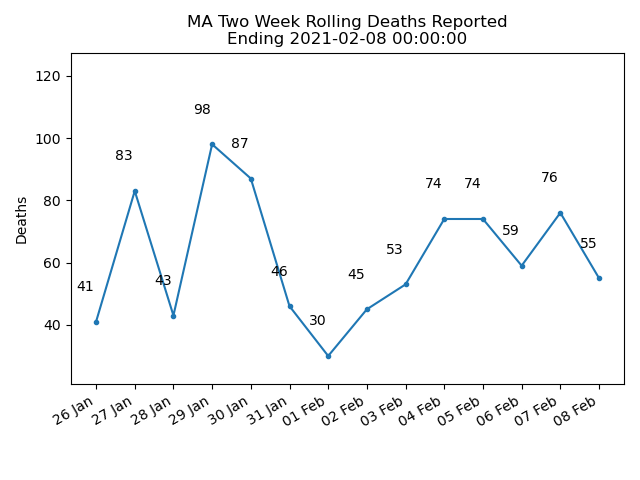 MA Two Week Rolling Deaths Reported
Ending 2021-02-08 00:00:00
Deaths
120
100
80
60
40
41
83
43
98
87
46
30
45
53
74
74
59
76
55
26 Jan
27 Jan
28 Jan
29 Jan
30 Jan
31 Jan
01 Feb
02 Feb
03 Feb
04 Feb
05 Feb
06 Feb
07 Feb
08 Feb